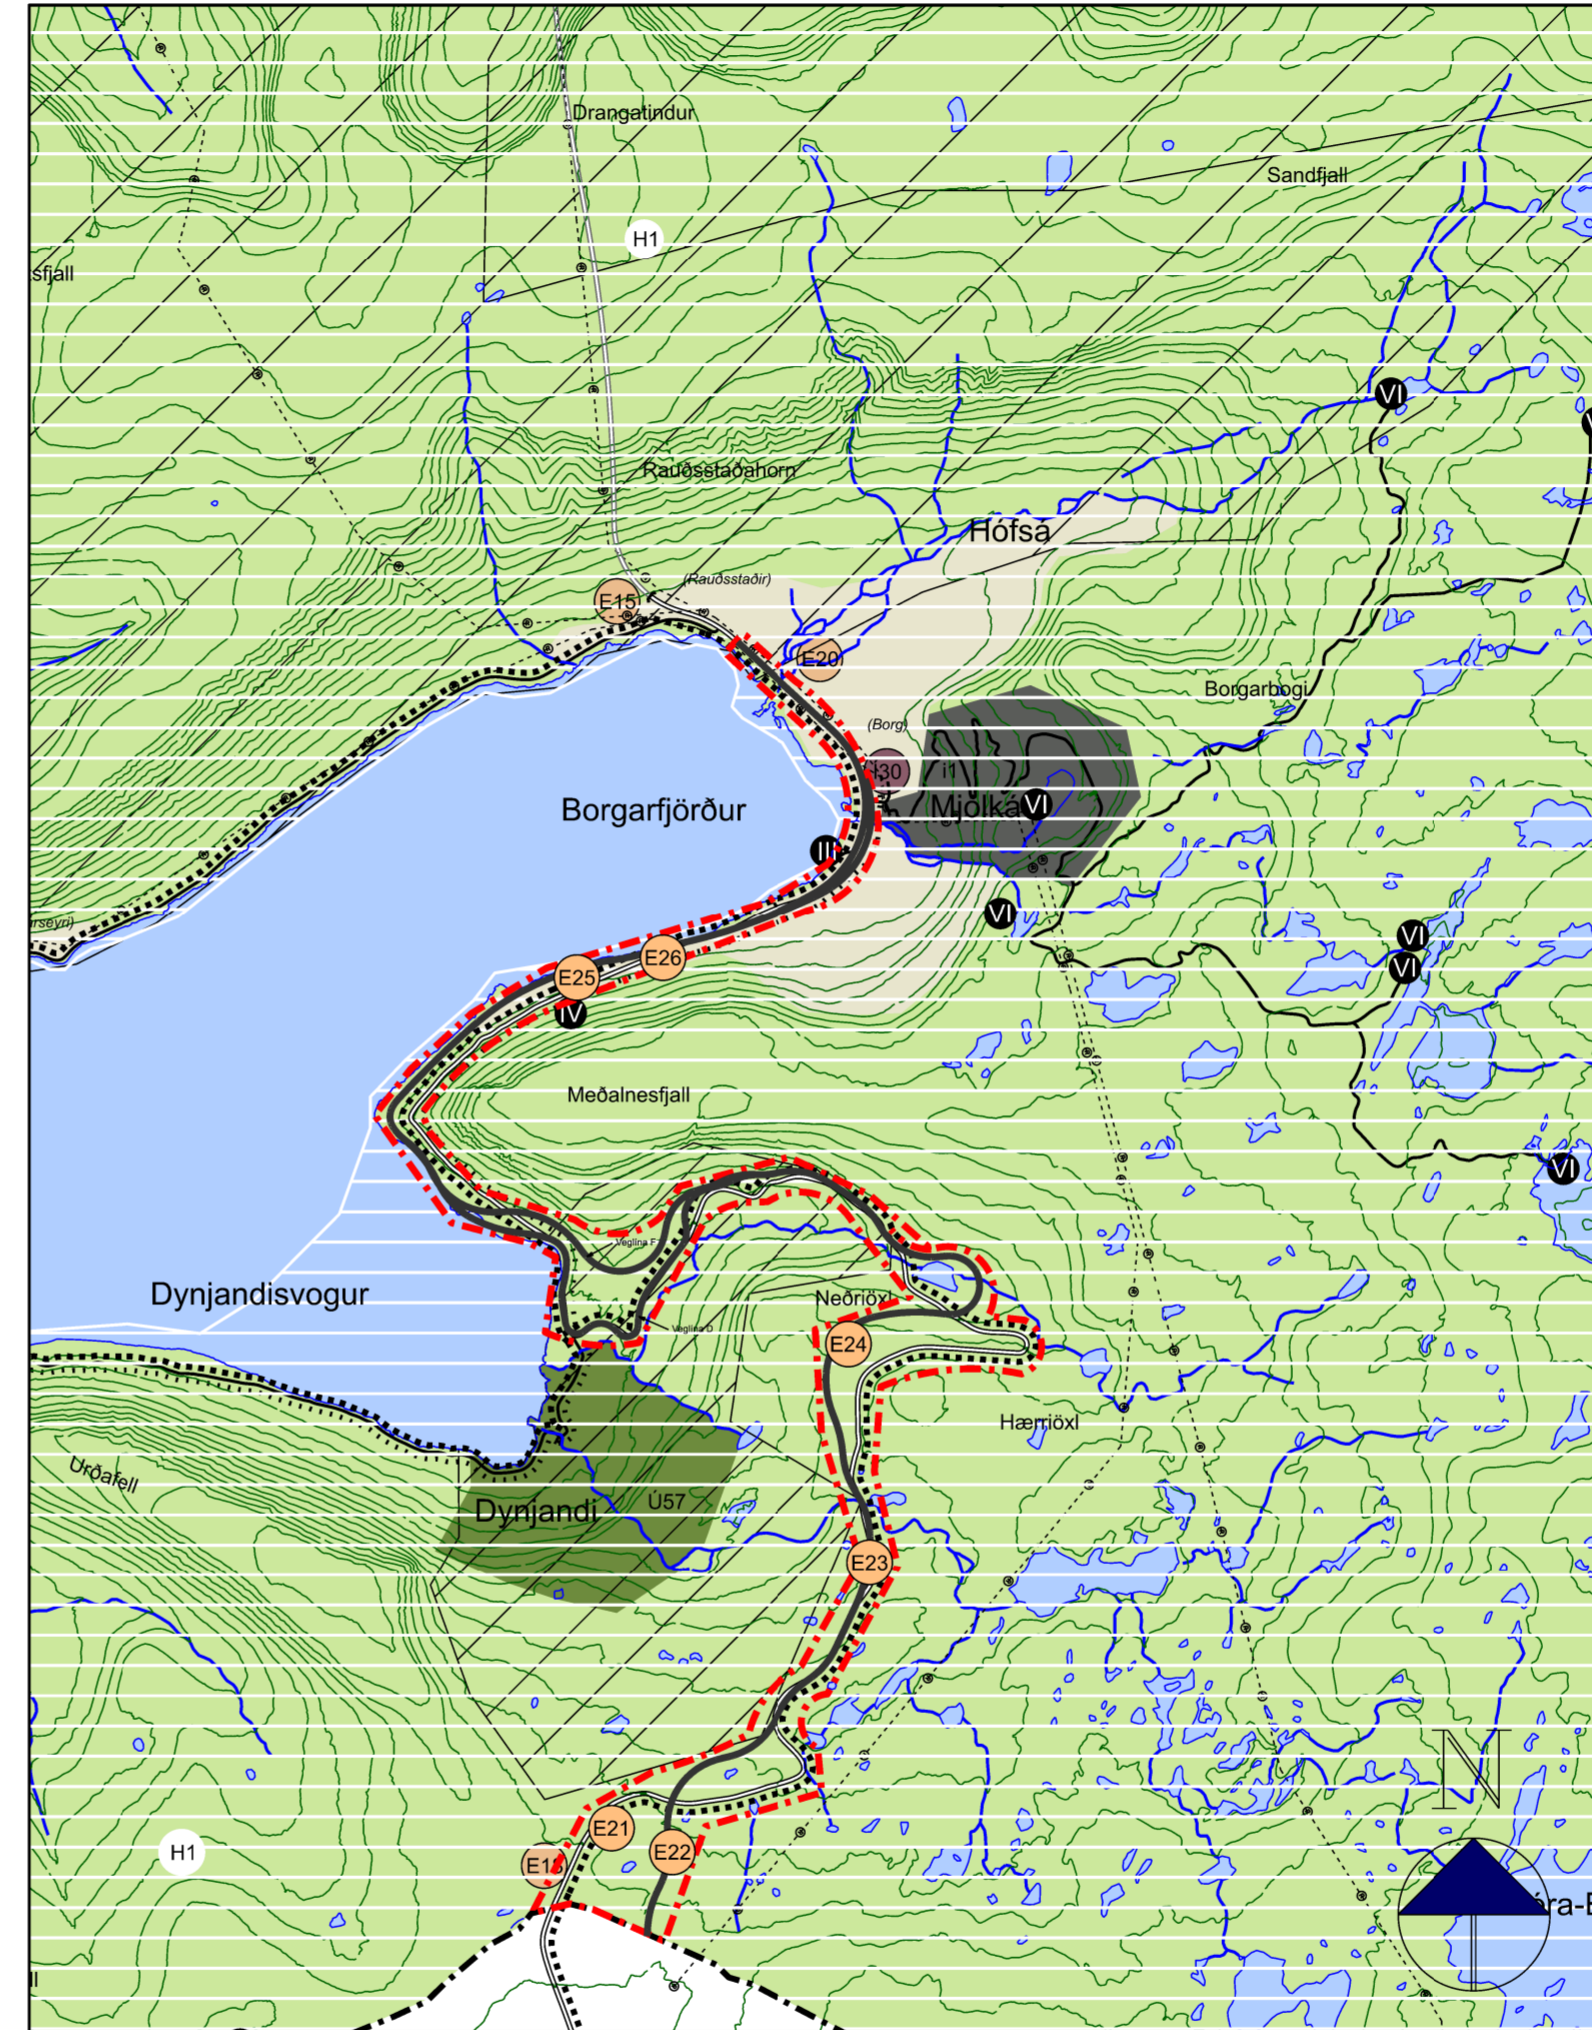 Drangatindur
Sandfjall
H1
sfjall
VI
Rauðsstaðahorn
Hófsá
(Rauðsstaðir)
E15
(E20)
Borgarbogi
(Borg)
i30
i1
Mjólká
VI
Borgarfjörður
III
VI
VI
VI
E26
E25
IV
Meðalnesfjall
VI
Veglína F
Dynjandisvogur
Neðriöxl
Veglína D
E24
Hærriöxl
Urðafell
Ú57
Dynjandi
E23
N
E21
E22
H1